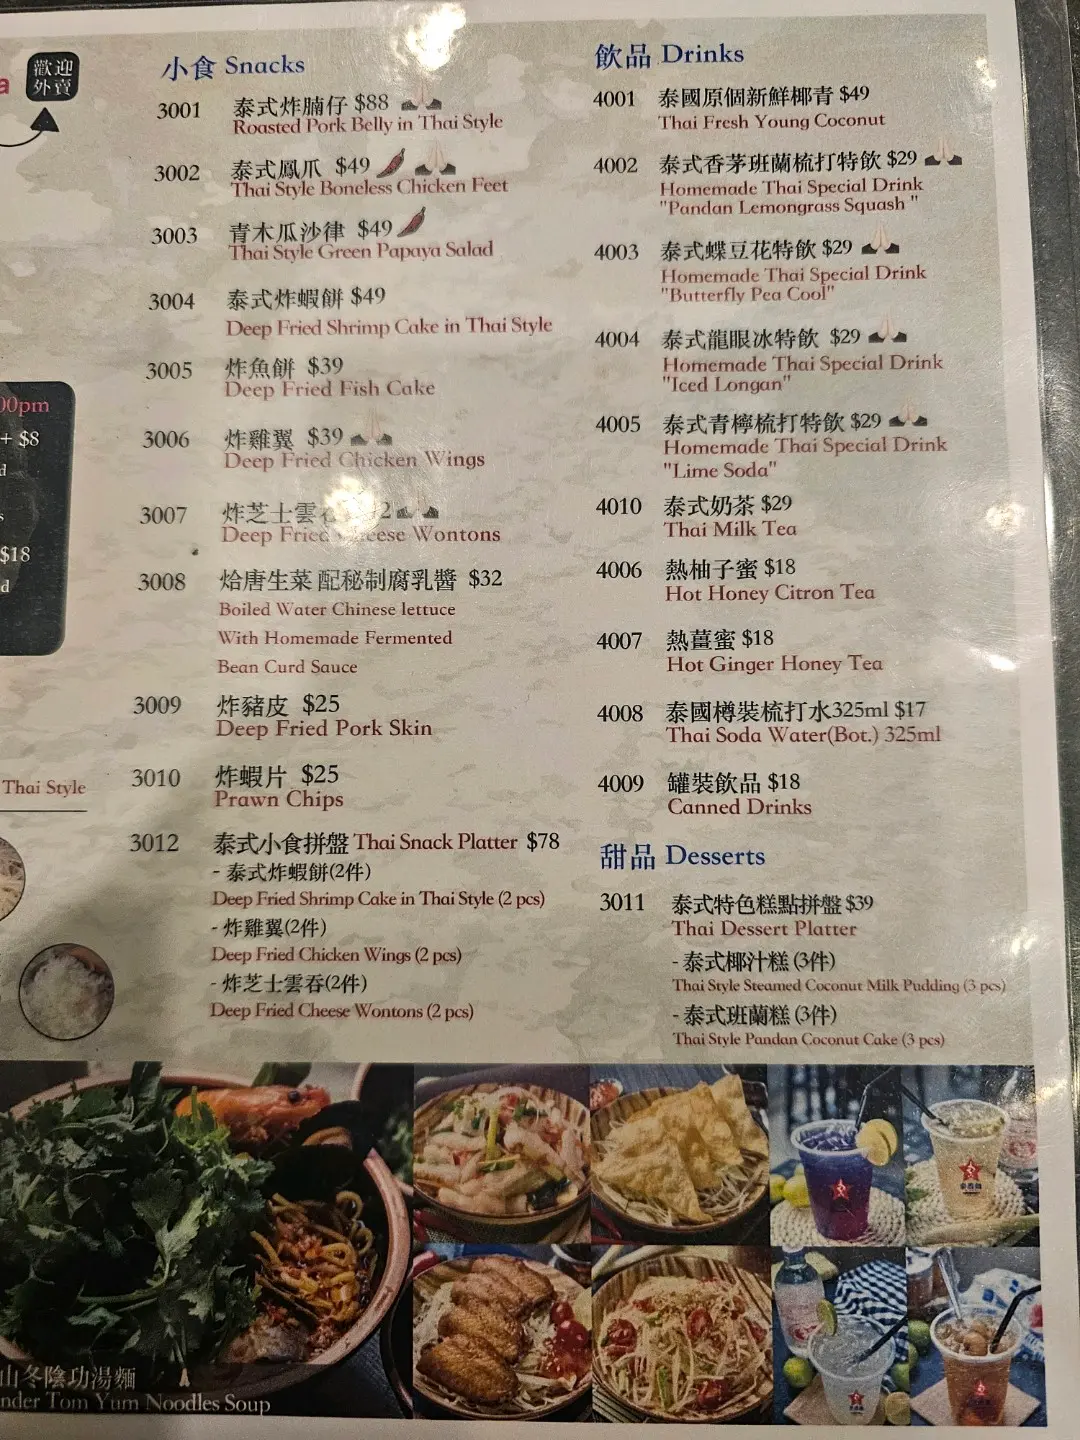 a
歡迎
外賣
00pm
+ $8
d
s
$18
d
Thai Style
小食 Snacks
3001 泰式炸腩仔 $88
Roasted Pork Belly in Thai Style
3002 泰式鳳爪 $49
Thai Style Boneless Chicken Feet
3003 青木瓜沙律 $49
Thai Style Green Papaya Salad
3004 泰式炸蝦餅 $49
Deep Fried Shrimp Cake in Thai Style
3005 炸魚餅 $39
Deep Fried Fish Cake
3006 炸雞翼 $39
Deep Fried Chicken Wings
3007 炸芝士雲吞
Deep Fried Cheese Wontons
3008 烚唐生菜 配秘制腐乳醬 $32
Boiled Water Chinese lettuce
With Homemade Fermented
Bean Curd Sauce
3009 炸豬皮 $25
Deep Fried Pork Skin
3010 炸蝦片 $25
Prawn Chips
3012 泰式小食拼盤 Thai Snack Platter $78
- 泰式炸蝦餅(2件)
Deep Fried Shrimp Cake in Thai Style (2 pcs)
- 炸雞翼(2件)
Deep Fried Chicken Wings (2 pcs)
- 炸芝士雲吞(2件)
Deep Fried Cheese Wontons (2 pcs)
飲品 Drinks
4001 泰國原個新鮮椰青 $49
Thai Fresh Young Coconut
4002 泰式香茅班蘭梳打特飲 $29
Homemade Thai Special Drink
"Pandan Lemongrass Squash "
4003 泰式蝶豆花特飲 $29
Homemade Thai Special Drink
"Butterfly Pea Cool"
4004 泰式龍眼冰特飲 $29
Homemade Thai Special Drink
"Iced Longan"
4005 泰式青檸梳打特飲 $29
Homemade Thai Special Drink
"Lime Soda"
4010 泰式奶茶 $29
Thai Milk Tea
4006 熱柚子蜜 $18
Hot Honey Citron Tea
4007 熱薑蜜 $18
Hot Ginger Honey Tea
4008 泰國樽裝梳打水325ml $17
Thai Soda Water(Bot.) 325ml
4009 罐裝飲品 $18
Canned Drinks
甜品 Desserts
3011 泰式特色糕點拼盤 $39
Thai Dessert Platter
- 泰式椰汁糕 (3件)
Thai Style Steamed Coconut Milk Pudding (3 pcs)
- 泰式班蘭糕 (3件)
Thai Style Pandan Coconut Cake (3 pcs)
山冬陰功湯麵
nder Tom Yum Noodles Soup